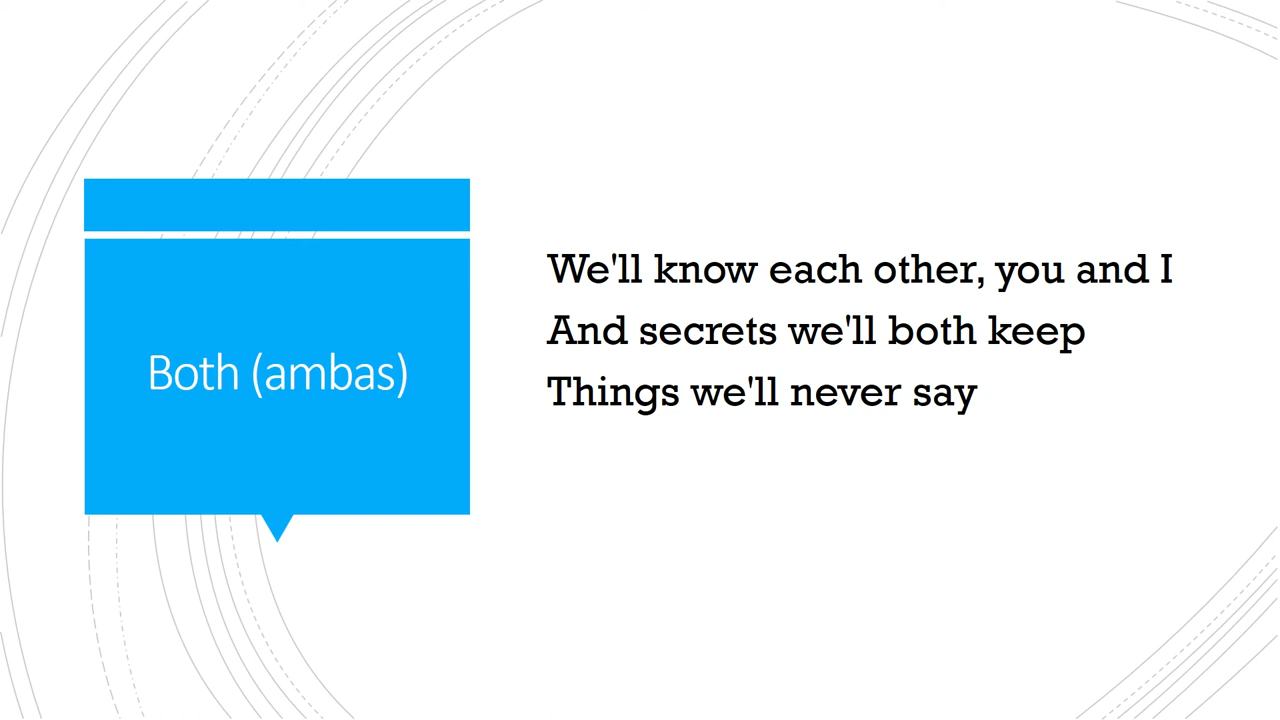 Both (ambas)
We'll know each other, you and I
And secrets we'll both keep
Things we'll never say